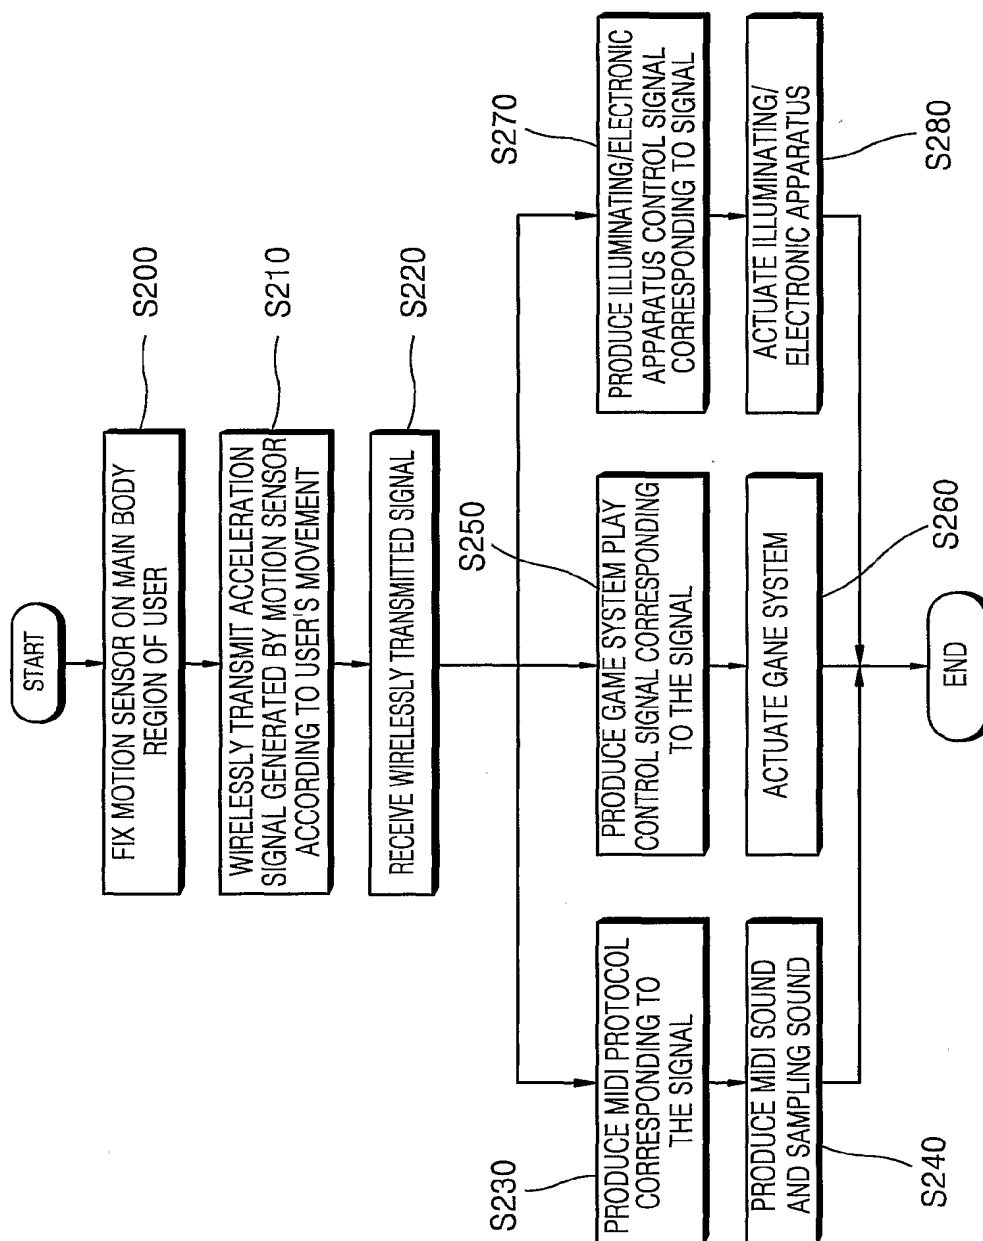 START
FIX MOTION SENSOR ON MAIN BODY
REGION OF USER
S200
WIRELESSLY TRANSMIT ACCELERATION
SIGNAL GENERATED BY MOTION SENSOR
ACCORDING TO USER'S MOVEMENT
S210
RECEIVE WIRELESSLY TRANSMITTED SIGNAL
S220
S230
PRODUCE MIDI PROTOCOL
CORRESPONDING TO
THE SIGNAL
PRODUCE MIDI SOUND
AND SAMPLING SOUND
S240
S250
PRODUCE GAME SYSTEM PLAY
CONTROL SIGNAL CORRESPONDING
TO THE SIGNAL
ACTUATE GANE SYSTEM
S260
S270
PRODUCE ILLUMINATING/ELECTRONIC
APPARATUS CONTROL SIGNAL
CORRESPONDING TO SIGNAL
ACTUATE ILLUMINATING/
ELECTRONIC APPARATUS
S280
END